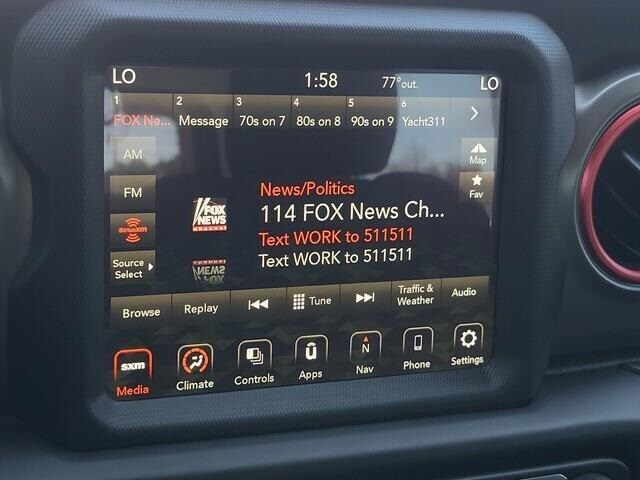 LO 1:58 77°out. LO
1 2 3 4 5 6
FOX Ne... Message 70s on 7 80s on 8 90s on 9 Yacht311
AM
Map
FM
Fav
SiriusXM
Source
Select
FOX
NEWS
channel
News/Politics
114 FOX News Ch...
Text WORK to 511511
Text WORK to 511511
Browse Replay Tune Traffic &
Weather Audio
sxm
Media Climate Controls Apps N
Nav Phone Settings